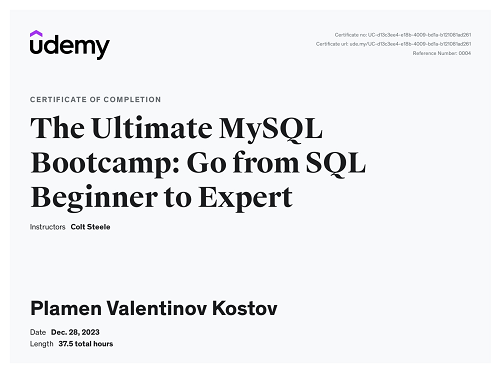 udemy
Certificate no: UC-d13c3ee4-e18b-4009-bd1a-b121081ad261
Certificate url: ude.my/UC-d13c3ee4-e18b-4009-bd1a-b121081ad261
Reference Number: 0004
CERTIFICATE OF COMPLETION
The Ultimate MySQL
Bootcamp: Go from SQL
Beginner to Expert
Instructors Colt Steele
Plamen Valentinov Kostov
Date Dec. 28, 2023
Length 37.5 total hours